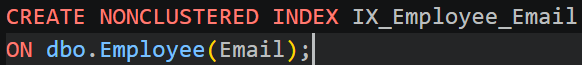 CREATE NONCLUSTERED INDEX IX_Employee_Email
ON dbo.Employee(Email);